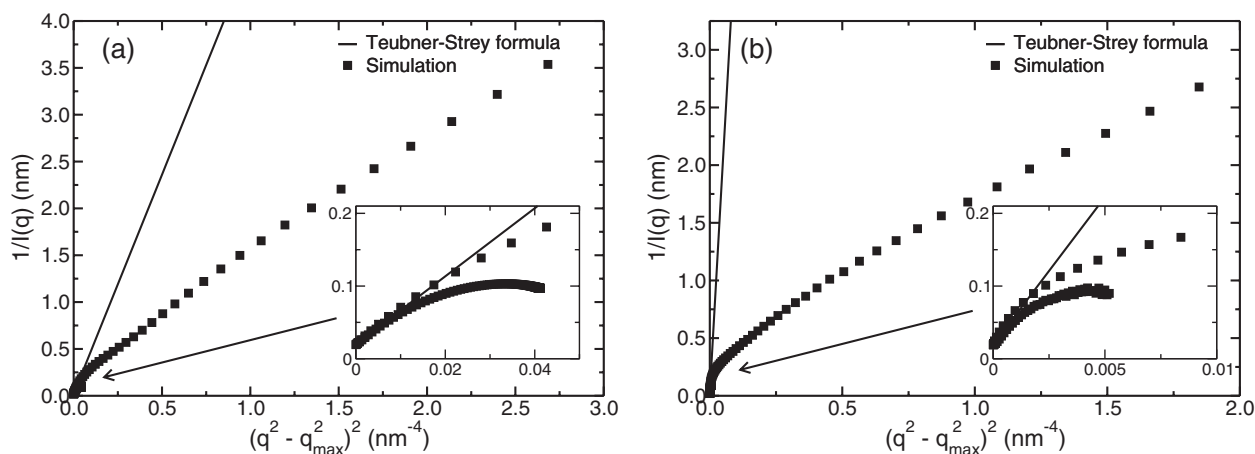 (a)
Teubner-Strey formula
Simulation
1/I(q) (nm)
4.0
3.5
3.0
2.5
2.0
1.5
1.0
0.5
0.0
0.0 0.5 1.0 1.5 2.0 2.5 3.0
(q² - q²max)² (nm⁻⁴)
0.2
0.1
0
0 0.02 0.04
(b)
Teubner-Strey formula
Simulation
1/I(q) (nm)
3.0
2.5
2.0
1.5
1.0
0.5
0.0
0.0 0.5 1.0 1.5 2.0
(q² - q²max)² (nm⁻⁴)
0.2
0.1
0
0 0.005 0.01